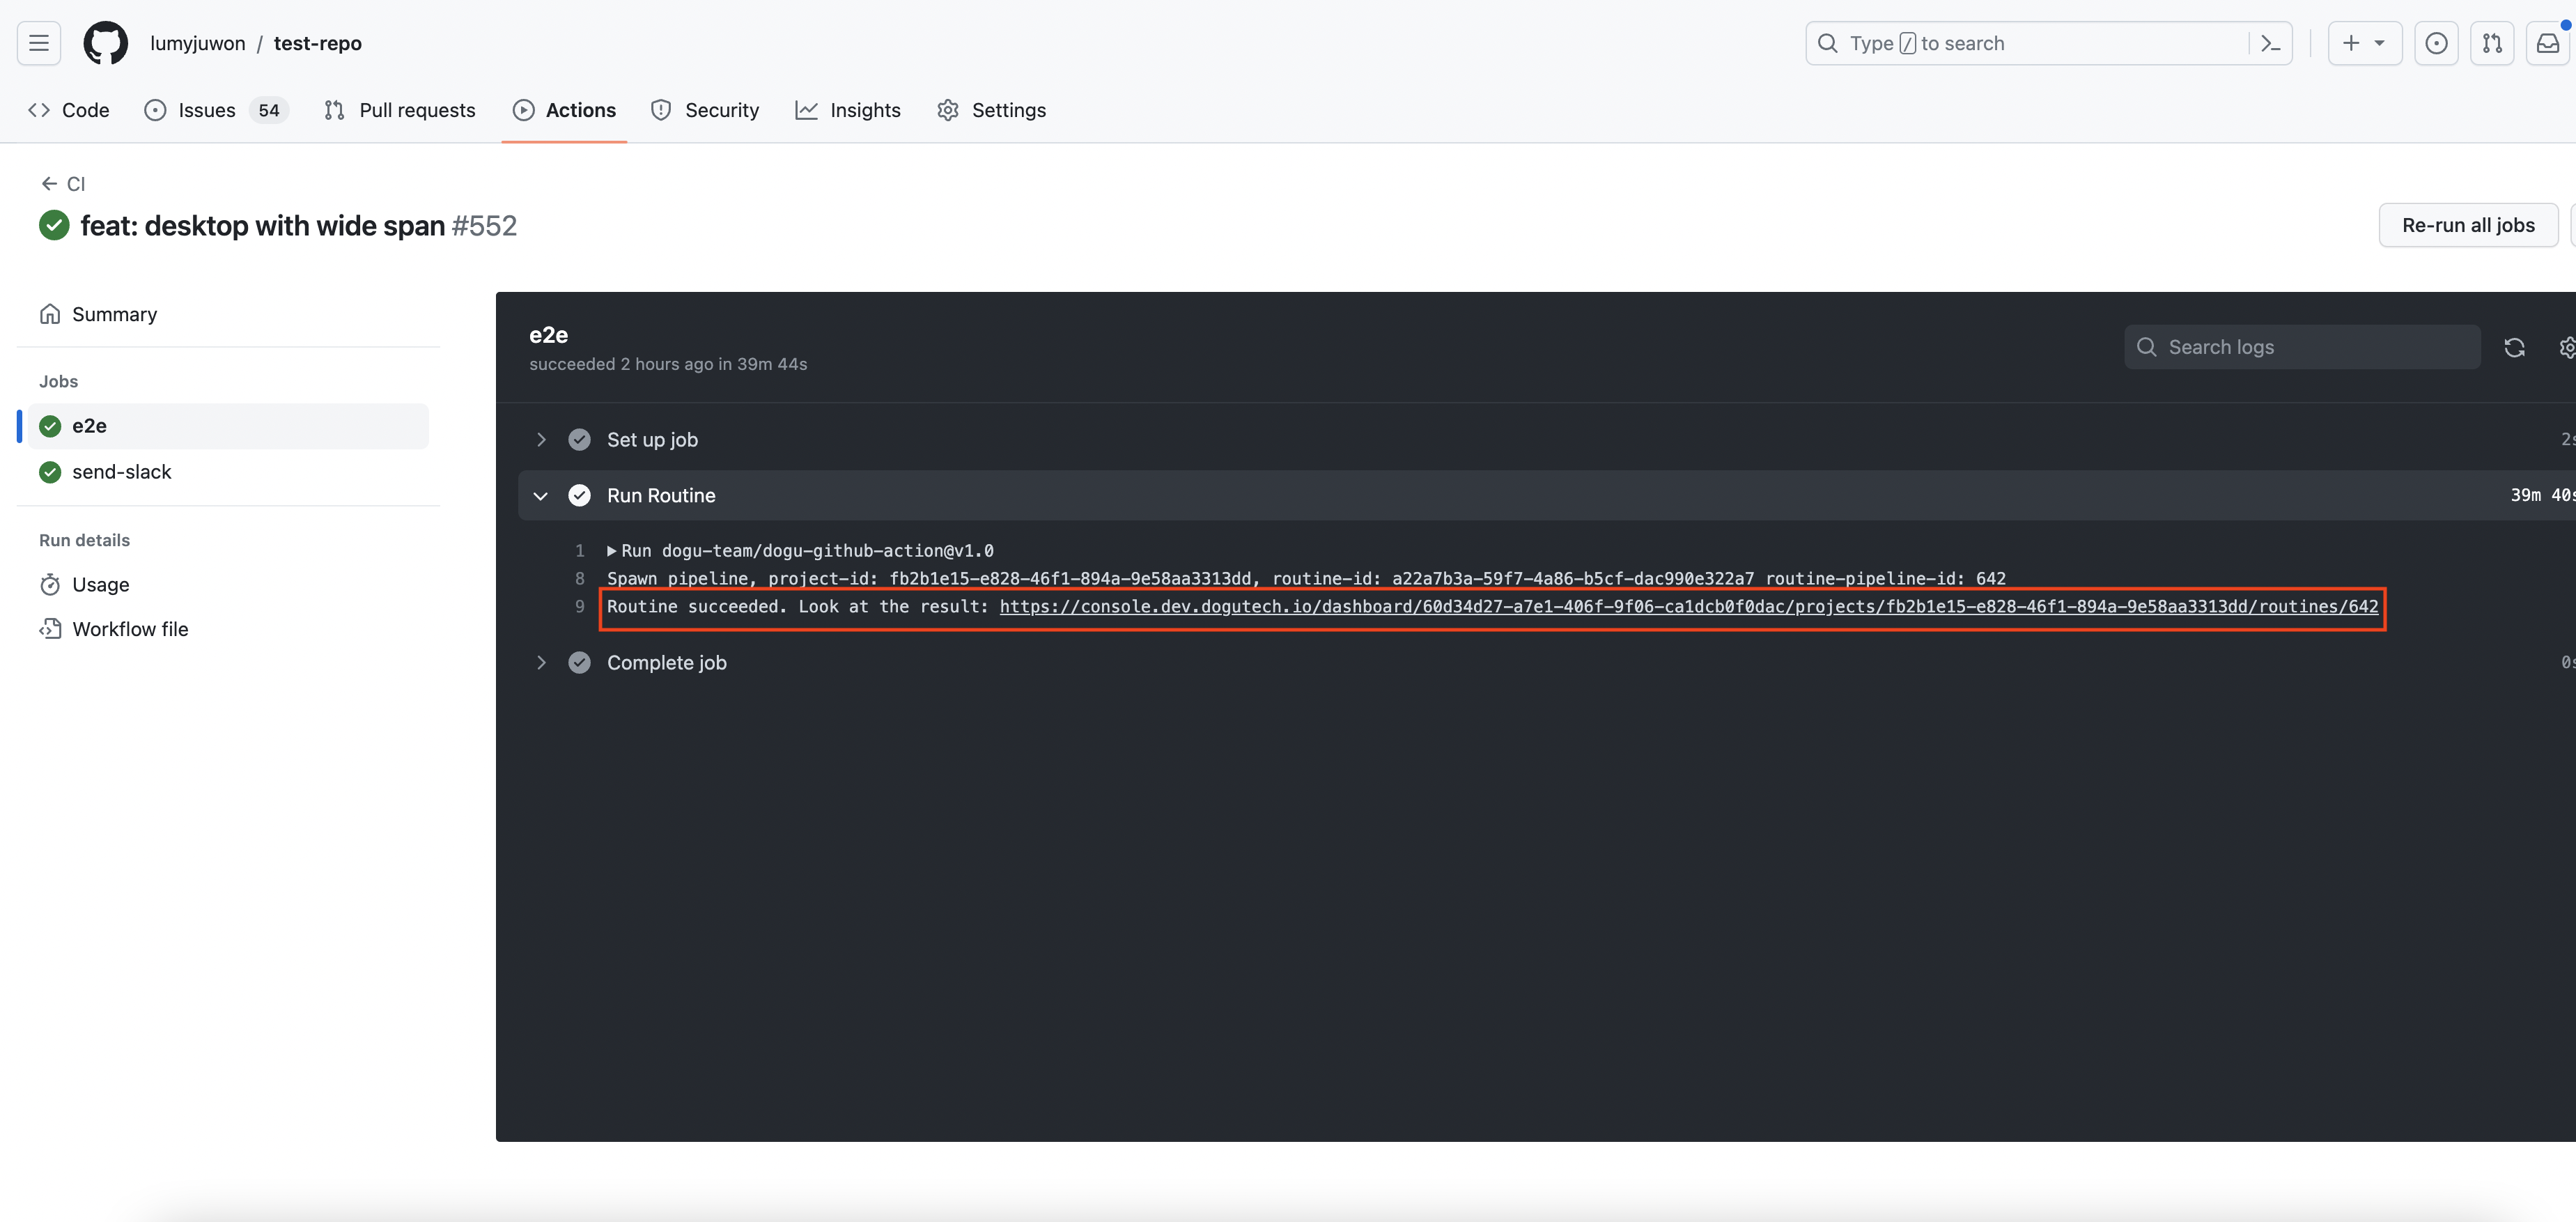 lumyjuwon / test-repo
Type / to search
Code
Issues 54
Pull requests
Actions
Security
Insights
Settings
CI
feat: desktop with wide span #552
Re-run all jobs
Summary
Jobs
e2e
send-slack
Run details
Usage
Workflow file
e2e
succeeded 2 hours ago in 39m 44s
Search logs
Set up job
2s
Run Routine
39m 40s
1 Run dogu-team/dogu-github-action@v1.0
8 Spawn pipeline, project-id: fb2b1e15-e828-46f1-894a-9e58aa3313dd, routine-id: a22a7b3a-59f7-4a86-b5cf-dac990e322a7 routine-pipeline-id: 642
9 Routine succeeded. Look at the result: https://console.dev.dogutech.io/dashboard/60d34d27-a7e1-406f-9f06-ca1dcb0f0dac/projects/fb2b1e15-e828-46f1-894a-9e58aa3313dd/routines/642
Complete job
0s